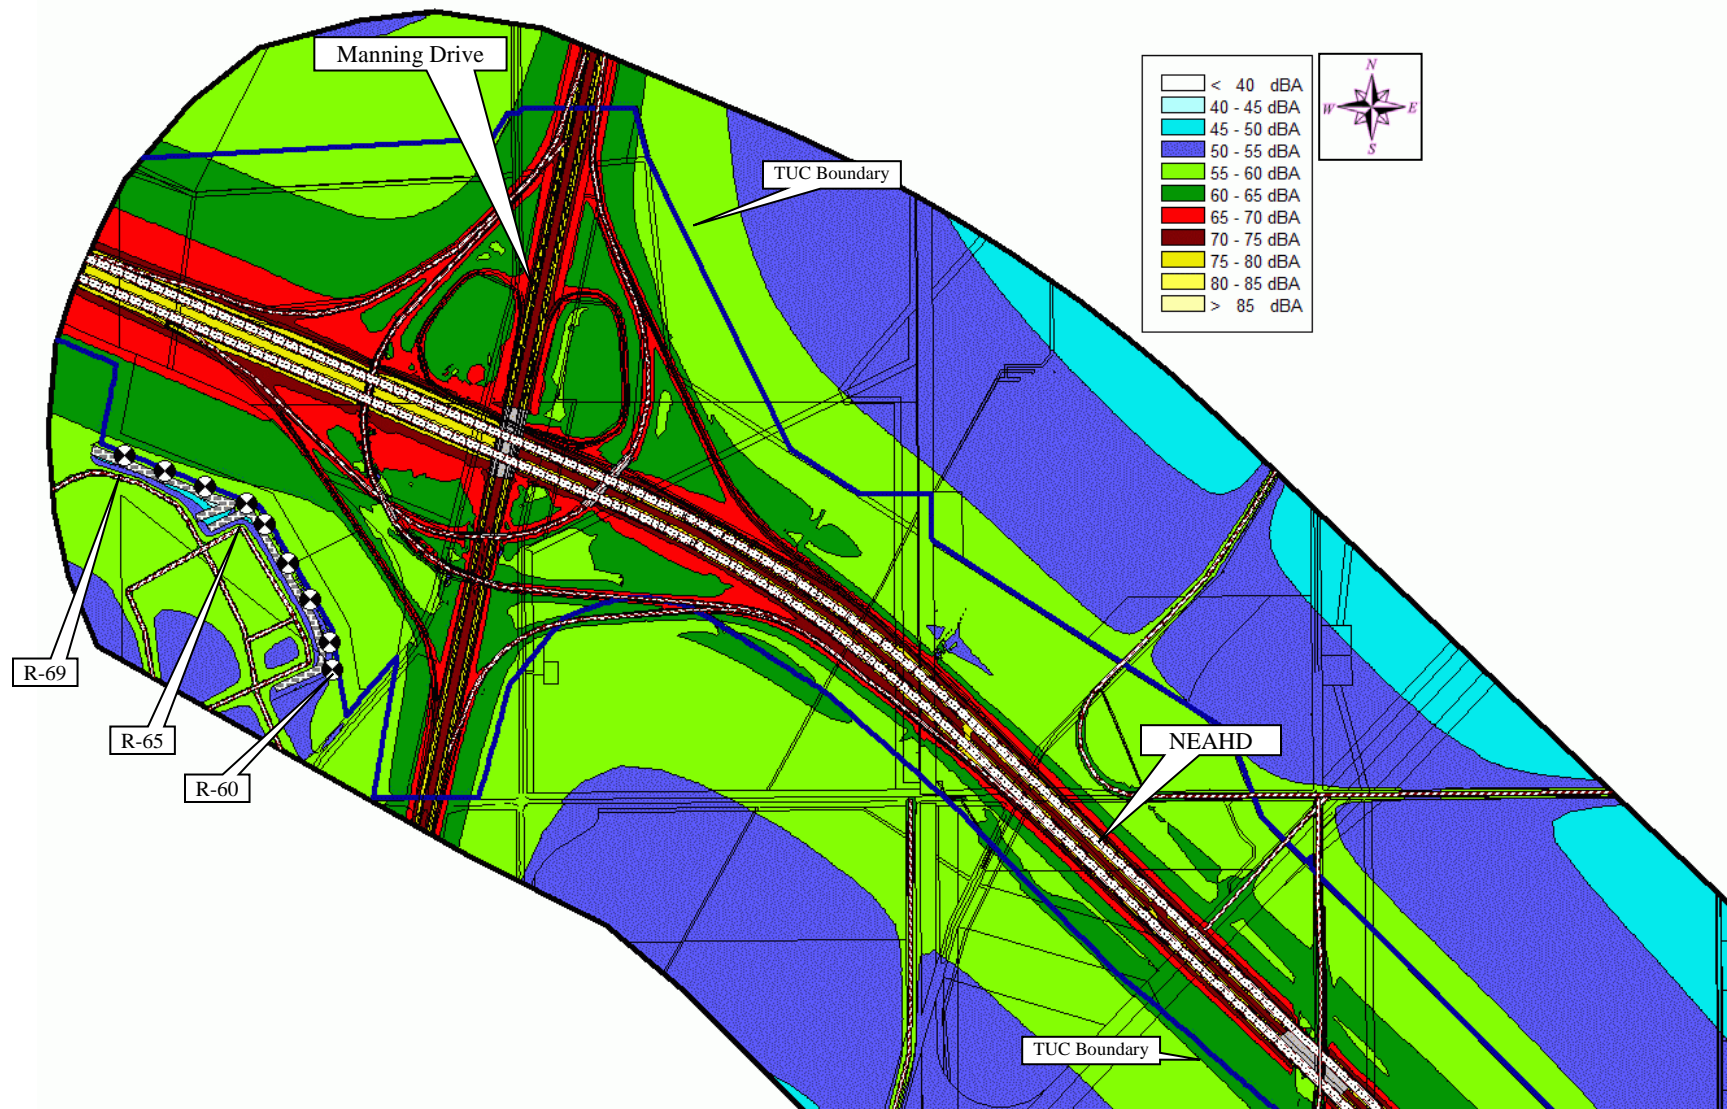 Manning Drive
TUC Boundary
< 40 dBA
40 - 45 dBA
45 - 50 dBA
50 - 55 dBA
55 - 60 dBA
60 - 65 dBA
65 - 70 dBA
70 - 75 dBA
75 - 80 dBA
80 - 85 dBA
> 85 dBA
N
W
E
S
R-69
R-65
R-60
NEAHD
TUC Boundary